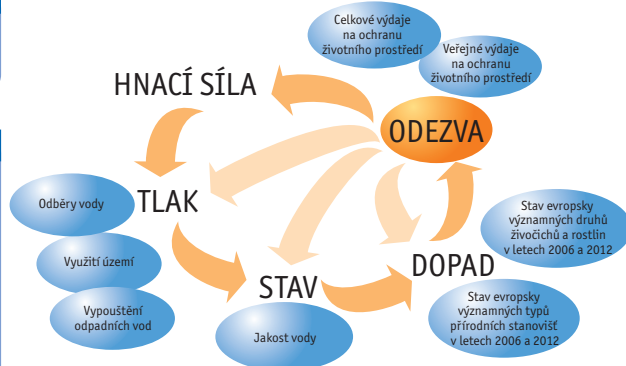 Celkové výdaje
na ochranu
životního prostředí
Veřejné výdaje
na ochranu
životního prostředí
HNACÍ SÍLA
ODEZVA
TLAK
Odběry vody
Využití území
Vypouštění
odpadních vod
STAV
Jakost vody
DOPAD
Stav evropsky
významných druhů
živočichů a rostlin
v letech 2006 a 2012
Stav evropsky
významných typů
přírodních stanovišť
v letech 2006 a 2012